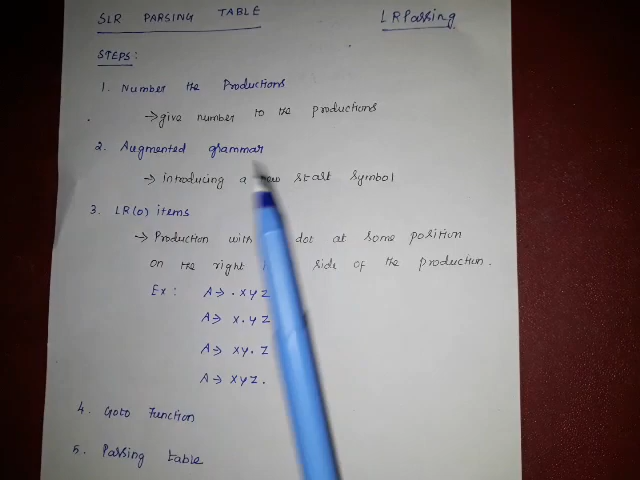 SLR PARSING TABLE
LR Parsing
STEPS:
1. Number the Productions
→ give number to the productions
2. Augmented grammar
→ introducing a new start symbol
3. LR(0) items
→ Production with dot at some position
on the right side of the production.
Ex: A → .XYZ
A → X.YZ
A → XY.Z
A → XYZ.
4. Goto Function
5. Parsing table